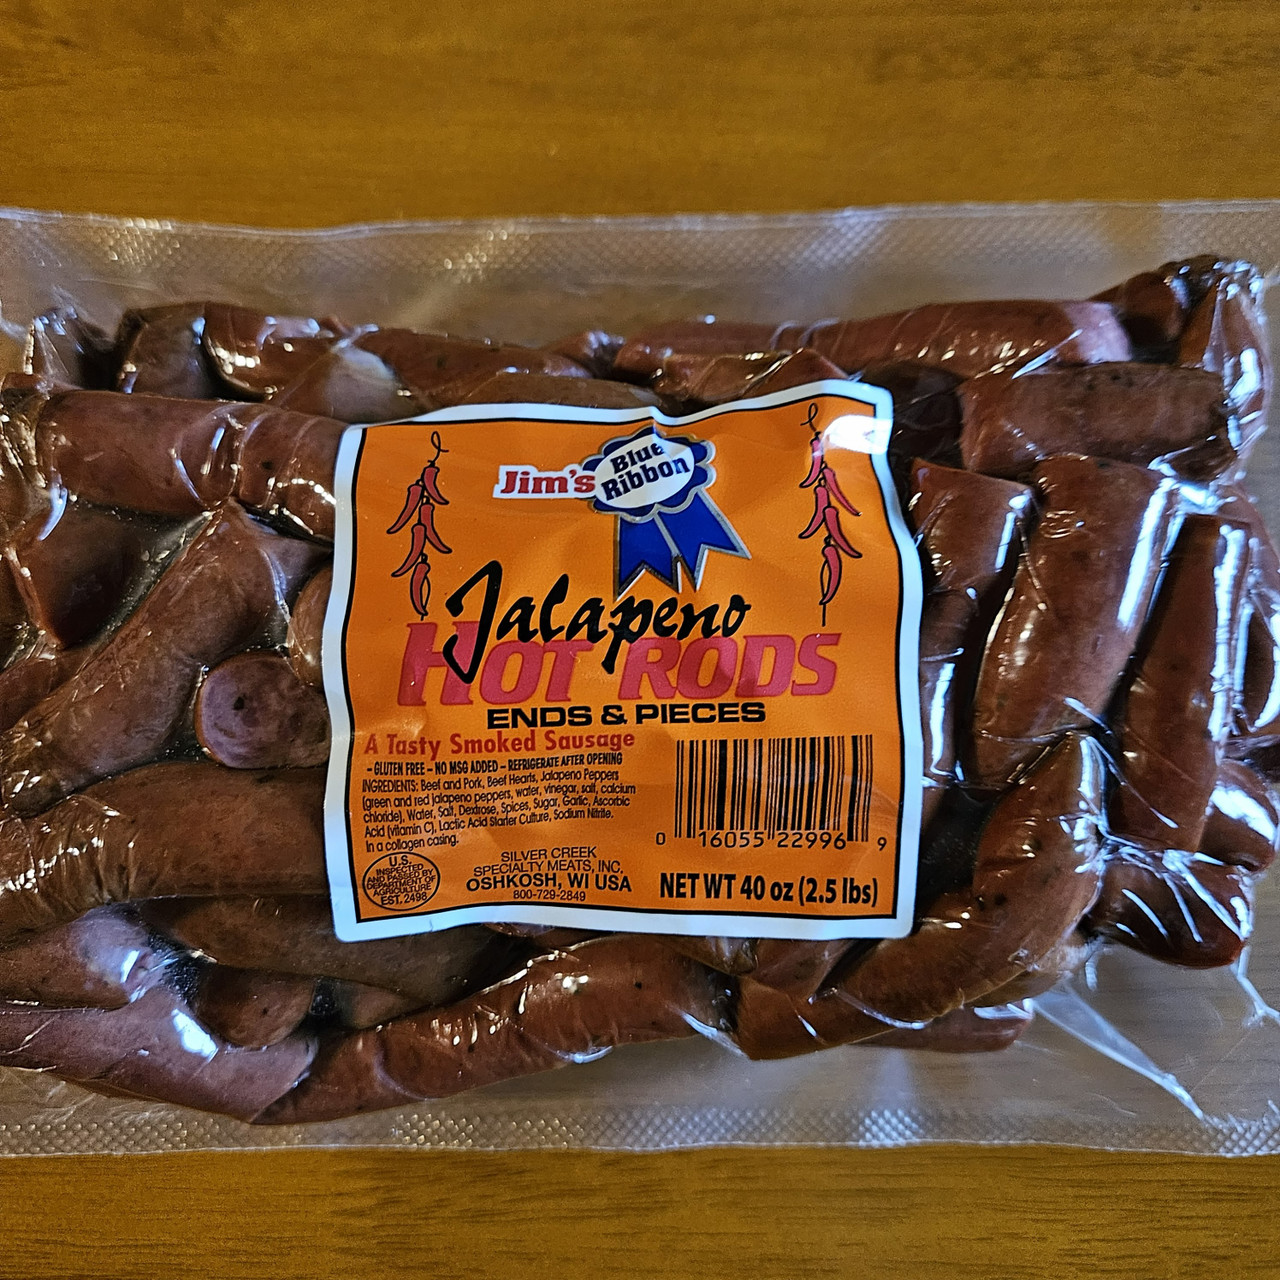 Jim's Blue Ribbon
Jalapeno
HOT RODS
ENDS & PIECES
A Tasty Smoked Sausage
- GLUTEN FREE - NO MSG ADDED - REFRIGERATE AFTER OPENING
INGREDIENTS: Beef and Pork, Beef Hearts, Jalapeno Peppers
(green and red jalapeno peppers, water, vinegar, salt, calcium
chloride), Water, Salt, Dextrose, Spices, Sugar, Garlic, Ascorbic
Acid (vitamin C), Lactic Acid Starter Culture, Sodium Nitrite.
In a collagen casing.
0 16055 22996 9
U.S.
INSPECTED
AND PASSED BY
DEPARTMENT OF
AGRICULTURE
EST. 2498
SILVER CREEK
SPECIALTY MEATS, INC.
OSHKOSH, WI USA
800-729-2849
NET WT 40 oz (2.5 lbs)